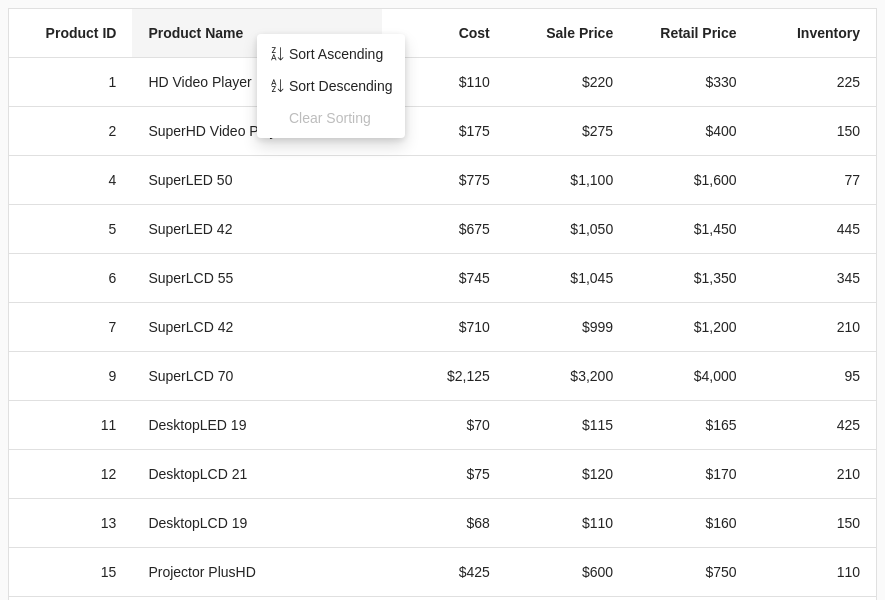 Product ID Product Name Cost Sale Price Retail Price Inventory
Sort Ascending
1 HD Video Player $110 $220 $330 225
Sort Descending
Clear Sorting
2 SuperHD Video $175 $275 $400 150
4 SuperLED 50 $775 $1,100 $1,600 77
5 SuperLED 42 $675 $1,050 $1,450 445
6 SuperLCD 55 $745 $1,045 $1,350 345
7 SuperLCD 42 $710 $999 $1,200 210
9 SuperLCD 70 $2,125 $3,200 $4,000 95
11 DesktopLED 19 $70 $115 $165 425
12 DesktopLCD 21 $75 $120 $170 210
13 DesktopLCD 19 $68 $110 $160 150
15 Projector PlusHD $425 $600 $750 110